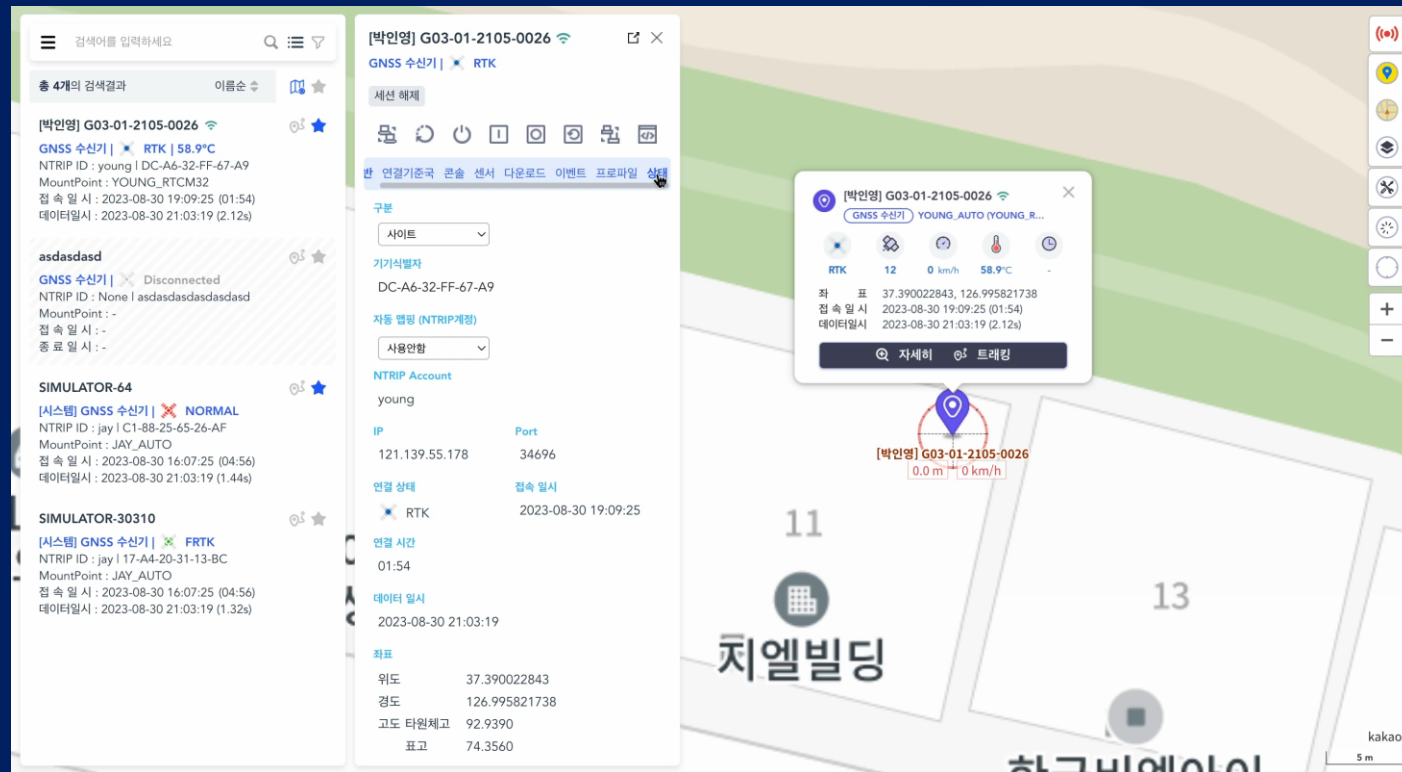 검색어를 입력하세요
총 4개의 검색결과 이름순
[박인영] G03-01-2105-0026
GNSS 수신기 | RTK | 58.9°C
NTRIP ID : young | DC-A6-32-FF-67-A9
MountPoint : YOUNG_RTCM32
접 속 일 시 : 2023-08-30 19:09:25 (01:54)
데이터일시 : 2023-08-30 21:03:19 (2.12s)
asdasdasd
GNSS 수신기 | Disconnected
NTRIP ID : None | asdasdasdasdasdasd
MountPoint : -
접 속 일 시 : -
종 료 일 시 : -
SIMULATOR-64
[시스템] GNSS 수신기 | NORMAL
NTRIP ID : jay | C1-88-25-65-26-AF
MountPoint : JAY_AUTO
접 속 일 시 : 2023-08-30 16:07:25 (04:56)
데이터일시 : 2023-08-30 21:03:19 (1.44s)
SIMULATOR-30310
[시스템] GNSS 수신기 | FRTK
NTRIP ID : jay | 17-A4-20-31-13-BC
MountPoint : JAY_AUTO
접 속 일 시 : 2023-08-30 16:07:25 (04:56)
데이터일시 : 2023-08-30 21:03:19 (1.32s)
[박인영] G03-01-2105-0026
GNSS 수신기 | RTK
세션 해제
반 연결기준국 콘솔 센서 다운로드 이벤트 프로파일 상태
구분
사이트
기기식별자
DC-A6-32-FF-67-A9
자동 맵핑 (NTRIP계정)
사용안함
NTRIP Account
young
IP Port
121.139.55.178 34696
연결 상태 접속 일시
RTK 2023-08-30 19:09:25
연결 시간
01:54
데이터 일시
2023-08-30 21:03:19
좌표
위도 37.390022843
경도 126.995821738
고도 타원체고 92.9390
표고 74.3560
[박인영] G03-01-2105-0026
GNSS 수신기 YOUNG_AUTO (YOUNG_R...
RTK 12 0 km/h 58.9°C -
좌 표 37.390022843, 126.995821738
접 속 일 시 2023-08-30 19:09:25 (01:54)
데이터일시 2023-08-30 21:03:19 (2.12s)
자세히 트래킹
[박인영] G03-01-2105-0026
0.0 m 0 km/h
11
지엘빌딩
13
kakao
5 m